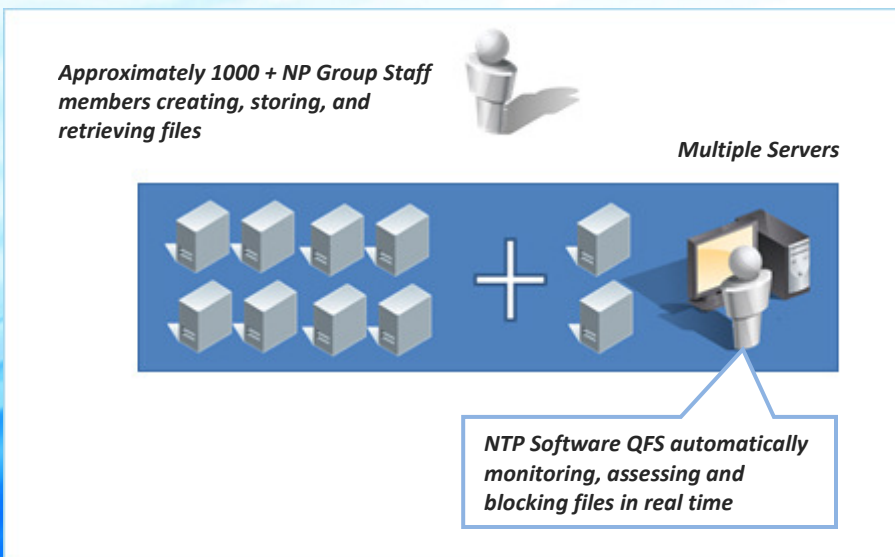 Approximately 1000 + NP Group Staff
members creating, storing, and
retrieving files
Multiple Servers
NTP Software QFS automatically
monitoring, assessing and
blocking files in real time